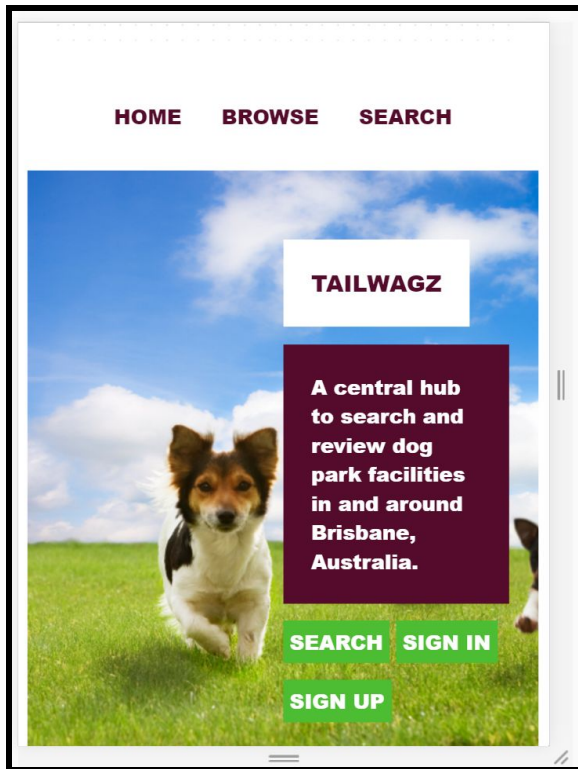 HOME BROWSE SEARCH
TAILWAGZ
A central hub
to search and
review dog
park facilities
in and around
Brisbane,
Australia.
SEARCH SIGN IN
SIGN UP